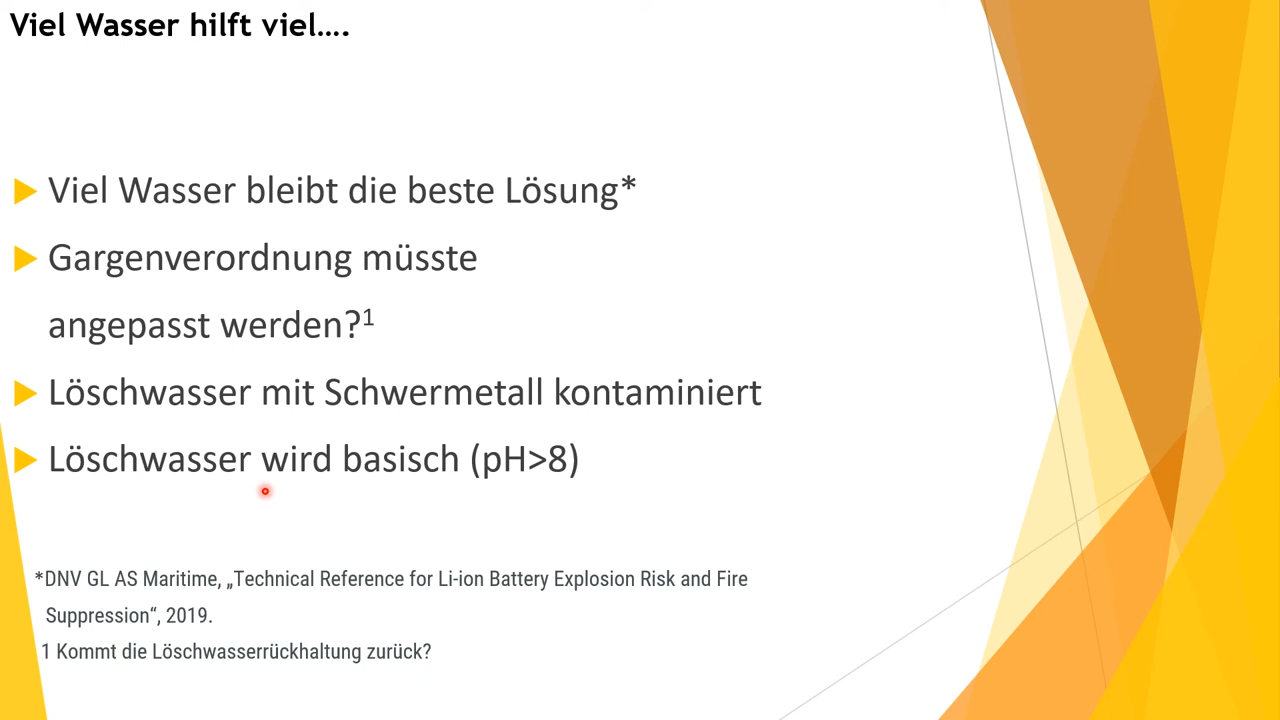 Viel Wasser hilft viel....
Viel Wasser bleibt die beste Lösung*
Gargenverordnung müsste
angepasst werden?¹
Löschwasser mit Schwermetall kontaminiert
Löschwasser wird basisch (pH>8)
*DNV GL AS Maritime, „Technical Reference for Li-ion Battery Explosion Risk and Fire
Suppression“, 2019.
1 Kommt die Löschwasserrückhaltung zurück?